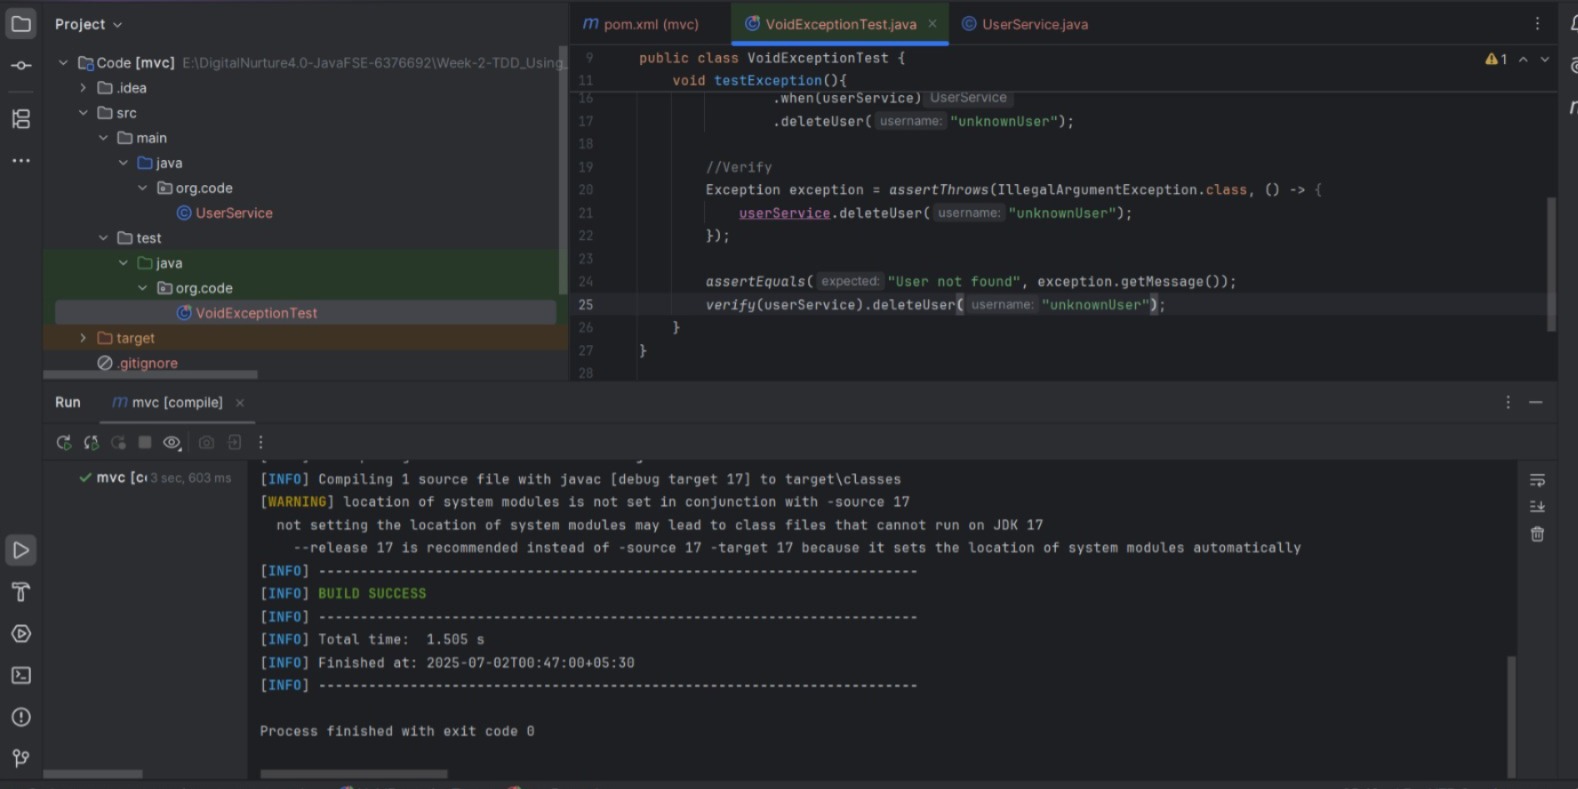 Project
pom.xml (mvc)
VoidExceptionTest.java
UserService.java
Code [mvc] E:\DigitalNurture4.0-JavaFSE-6376692\Week-2-TDD_Using_
.idea
src
main
java
org.code
UserService
test
java
org.code
VoidExceptionTest
target
.gitignore
9 public class VoidExceptionTest {
1
11 void testException(){
16 .when(userService) UserService
17 .deleteUser( username: "unknownUser");
18
19 //Verify
20 Exception exception = assertThrows(IllegalArgumentException.class, () -> {
21 userService.deleteUser( username: "unknownUser");
22 });
23
24 assertEquals( expected: "User not found", exception.getMessage());
25 verify(userService).deleteUser( username: "unknownUser");
26 }
27 }
28
Run mvc [compile]
mvc [c 3 sec, 603 ms
[INFO] Compiling 1 source file with javac [debug target 17] to target\classes
[WARNING] location of system modules is not set in conjunction with -source 17
not setting the location of system modules may lead to class files that cannot run on JDK 17
--release 17 is recommended instead of -source 17 -target 17 because it sets the location of system modules automatically
[INFO] ------------------------------------------------------------------------
[INFO] BUILD SUCCESS
[INFO] ------------------------------------------------------------------------
[INFO] Total time: 1.505 s
[INFO] Finished at: 2025-07-02T00:47:00+05:30
[INFO] ------------------------------------------------------------------------
Process finished with exit code 0